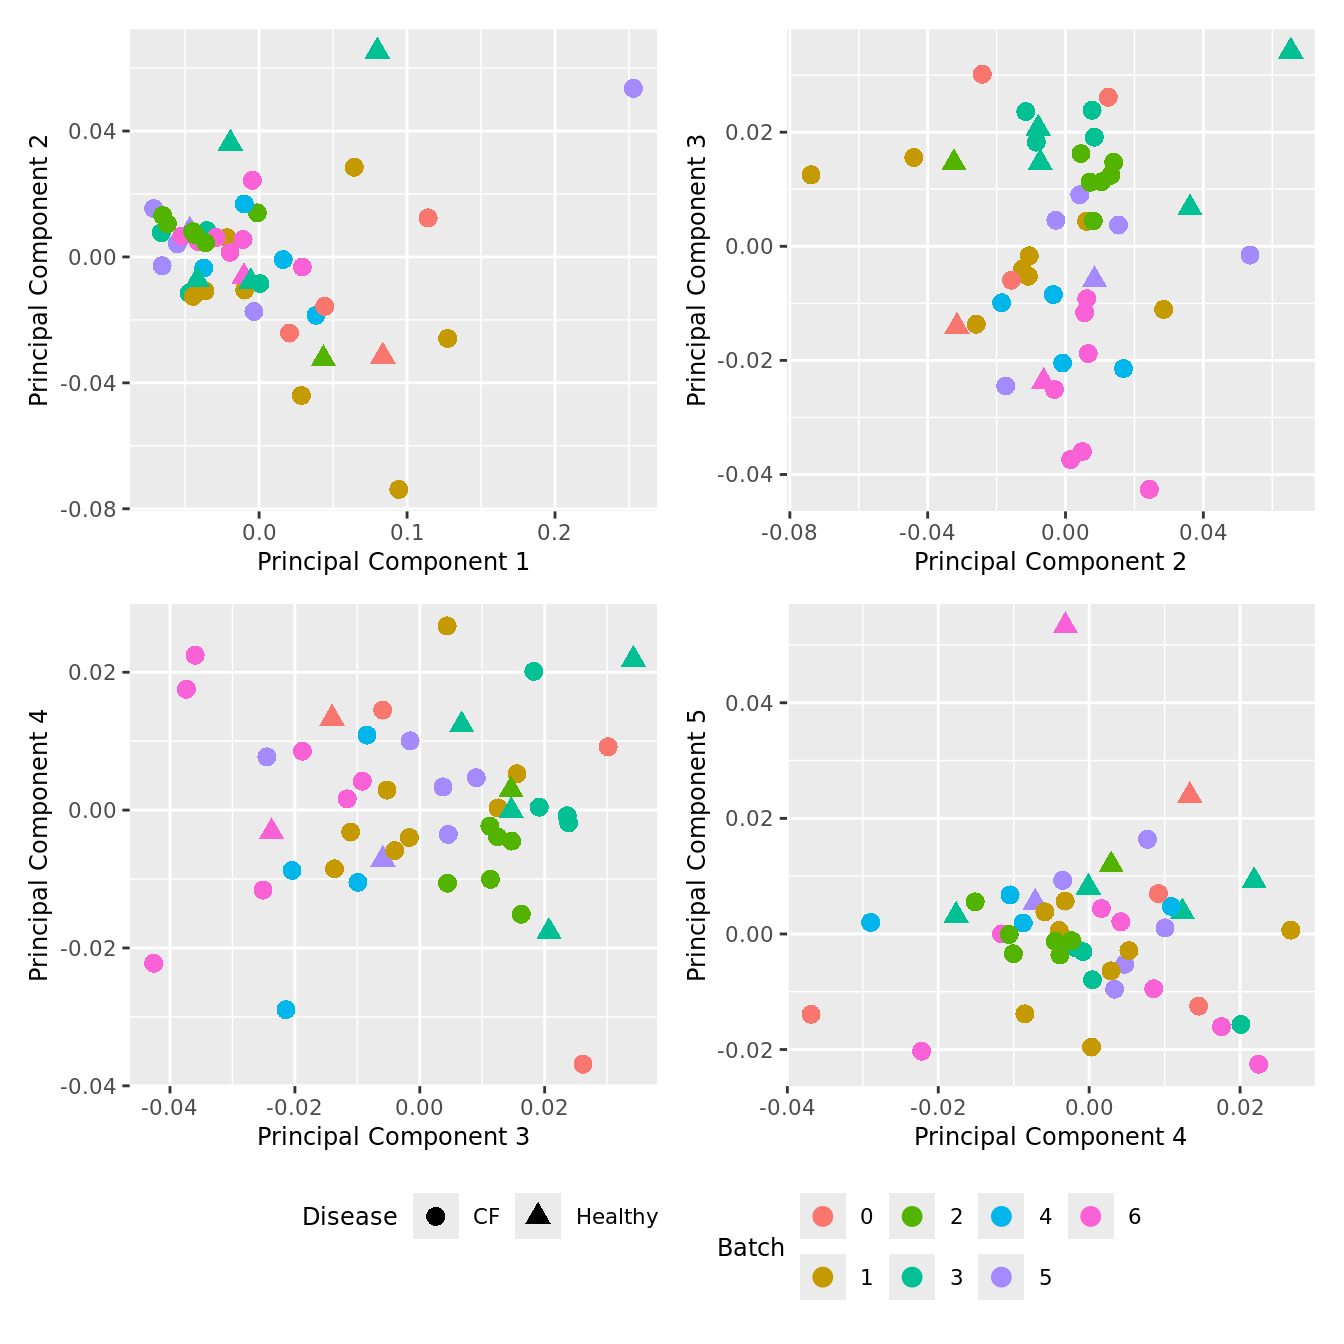 Principal Component 2
0.04
0.00
-0.04
-0.08
0.0 0.1 0.2
Principal Component 1
Principal Component 3
0.02
0.00
-0.02
-0.04
-0.08 -0.04 0.00 0.04
Principal Component 2
Principal Component 4
0.02
0.00
-0.02
-0.04
-0.04 -0.02 0.00 0.02
Principal Component 3
Principal Component 5
0.04
0.02
0.00
-0.02
-0.04 -0.02 0.00 0.02
Principal Component 4
Disease CF Healthy
Batch
0 2 4 6
1 3 5